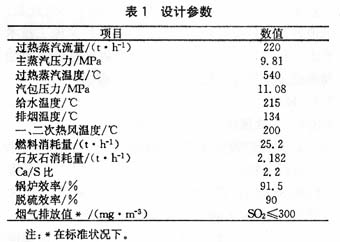 表1 设计参数
项目 数值
过热蒸汽流量/(t·h⁻¹) 220
主蒸汽压力/MPa 9.81
过热蒸汽温度/℃ 540
汽包压力/MPa 11.08
给水温度/℃ 215
排烟温度/℃ 134
一、二次热风温度/℃ 200
燃料消耗量/(t·h⁻¹) 25.2
石灰石消耗量/(t·h⁻¹) 2.182
Ca/S 比 2.2
锅炉效率/% 91.5
脱硫效率/% 90
烟气排放值* /(mg·m⁻³) SO₂≤300
注:*在标准状况下。